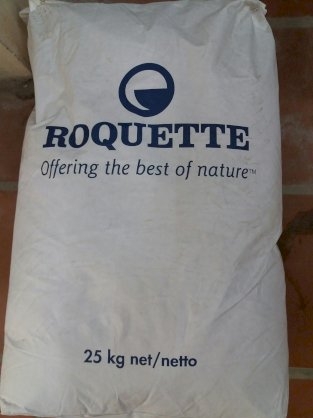 ROQUETTE
Offering the best of nature™
25 kg net/netto